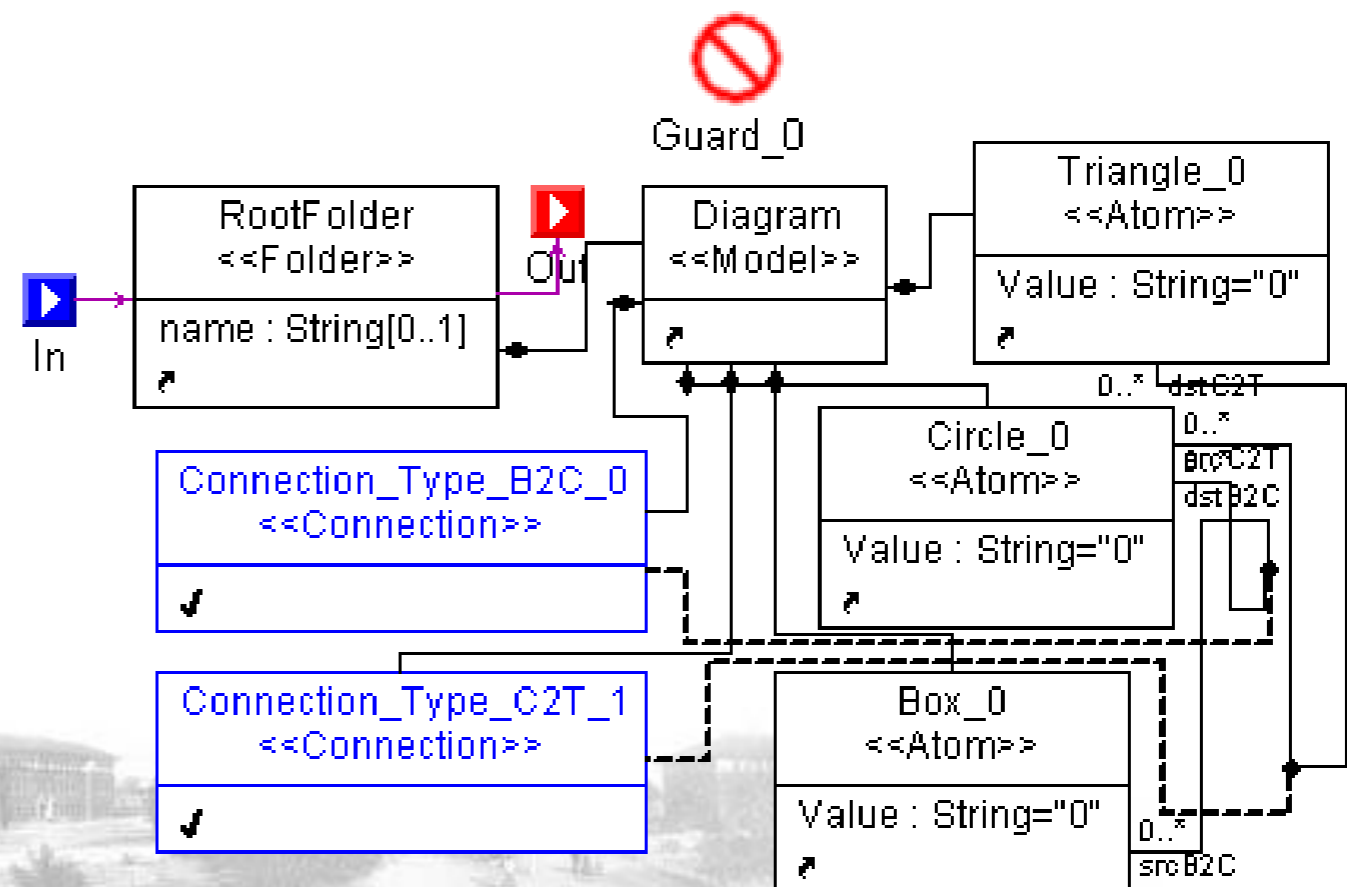 Guard_0
Triangle_0
<<Atom>>
Value : String="0"
RootFolder
<<Folder>>
name : String[0..1]
In
Out
Diagram
<<Model>>
0..* dstC2T
0..*
srcC2T
dstB2C
Circle_0
<<Atom>>
Value : String="0"
Connection_Type_B2C_0
<<Connection>>
Connection_Type_C2T_1
<<Connection>>
Box_0
<<Atom>>
Value : String="0"
0..*
srcB2C